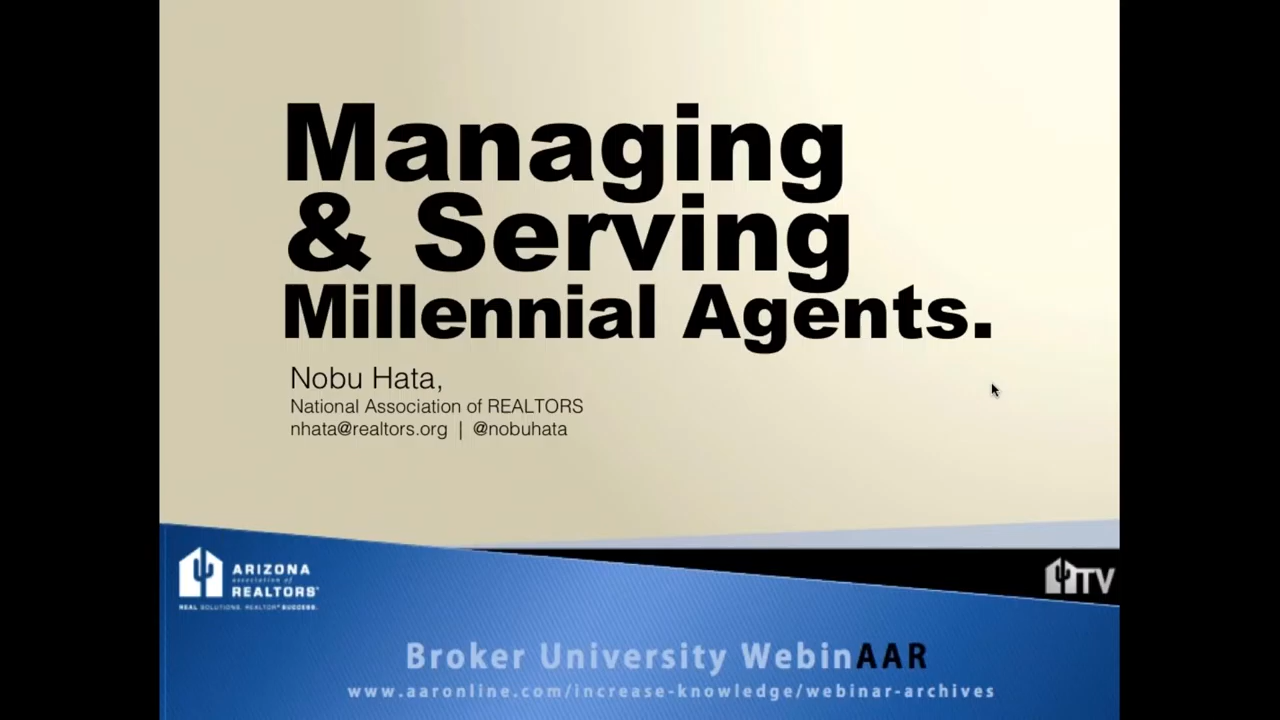 Managing
& Serving
Millennial Agents.
Nobu Hata,
National Association of REALTORS
nhata@realtors.org | @nobuhata
ARIZONA
association of
REALTORS®
REAL SOLUTIONS. REALTOR® SUCCESS.
TV
Broker University WebinAAR
www.aaronline.com/increase-knowledge/webinar-archives